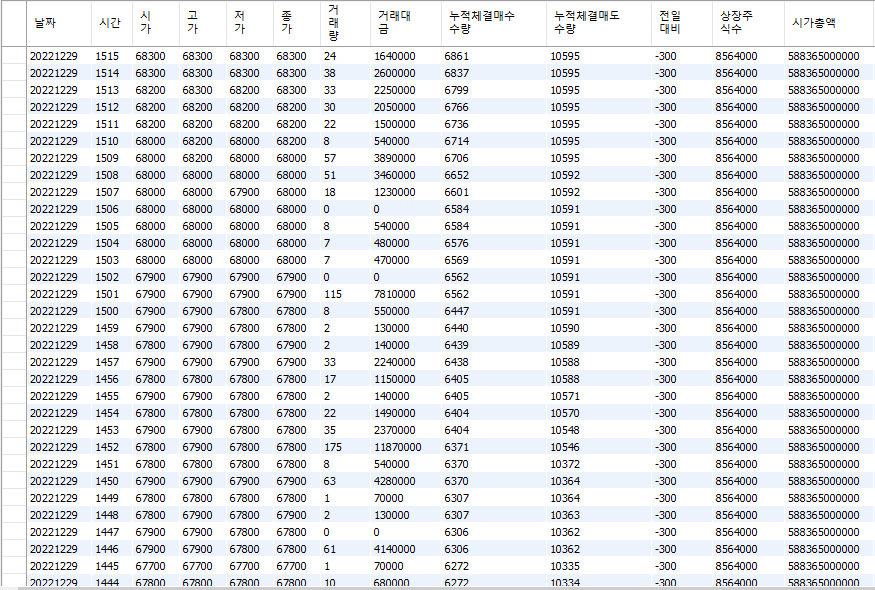 날짜 시간 시가 고가 저가 종가 거래량 거래대금 누적체결매수수량 누적체결매도수량 전일대비 상장주식수 시가총액
20221229 1515 68300 68300 68300 68300 24 1640000 6861 10595 -300 8564000 588365000000
20221229 1514 68300 68300 68300 68300 38 2600000 6837 10595 -300 8564000 588365000000
20221229 1513 68200 68300 68200 68300 33 2250000 6799 10595 -300 8564000 588365000000
20221229 1512 68200 68200 68200 68200 30 2050000 6766 10595 -300 8564000 588365000000
20221229 1511 68200 68200 68200 68200 22 1500000 6736 10595 -300 8564000 588365000000
20221229 1510 68000 68200 68000 68200 8 540000 6714 10595 -300 8564000 588365000000
20221229 1509 68000 68200 68000 68000 57 3890000 6706 10595 -300 8564000 588365000000
20221229 1508 68000 68000 68000 68000 51 3460000 6652 10592 -300 8564000 588365000000
20221229 1507 68000 68000 67900 68000 18 1230000 6601 10592 -300 8564000 588365000000
20221229 1506 68000 68000 68000 68000 0 0 6584 10591 -300 8564000 588365000000
20221229 1505 68000 68000 68000 68000 8 540000 6584 10591 -300 8564000 588365000000
20221229 1504 68000 68000 68000 68000 7 480000 6576 10591 -300 8564000 588365000000
20221229 1503 68000 68000 68000 68000 7 470000 6569 10591 -300 8564000 588365000000
20221229 1502 67900 67900 67900 67900 0 0 6562 10591 -300 8564000 588365000000
20221229 1501 67900 67900 67900 67900 115 7810000 6562 10591 -300 8564000 588365000000
20221229 1500 67900 67900 67800 67800 8 550000 6447 10591 -300 8564000 588365000000
20221229 1459 67900 67900 67800 67800 2 130000 6440 10590 -300 8564000 588365000000
20221229 1458 67800 67900 67800 67900 2 140000 6439 10589 -300 8564000 588365000000
20221229 1457 67800 67900 67800 67900 33 2240000 6438 10588 -300 8564000 588365000000
20221229 1456 67800 67800 67800 67800 17 1150000 6405 10588 -300 8564000 588365000000
20221229 1455 67900 67900 67800 67900 2 140000 6405 10571 -300 8564000 588365000000
20221229 1454 67800 67800 67800 67800 22 1490000 6404 10570 -300 8564000 588365000000
20221229 1453 67900 67900 67800 67800 35 2370000 6404 10548 -300 8564000 588365000000
20221229 1452 67800 67900 67800 67900 175 11870000 6371 10546 -300 8564000 588365000000
20221229 1451 67800 67800 67800 67800 8 540000 6370 10372 -300 8564000 588365000000
20221229 1450 67900 67900 67800 67800 63 4280000 6370 10364 -300 8564000 588365000000
20221229 1449 67800 67800 67800 67800 1 70000 6307 10364 -300 8564000 588365000000
20221229 1448 67800 67900 67800 67900 2 130000 6307 10363 -300 8564000 588365000000
20221229 1447 67900 67900 67900 67900 0 0 6306 10362 -300 8564000 588365000000
20221229 1446 67900 67900 67800 67900 61 4140000 6306 10362 -300 8564000 588365000000
20221229 1445 67700 67700 67700 67700 1 70000 6272 10335 -300 8564000 588365000000
20221229 1444 67800 67800 67800 67800 10 680000 6272 10334 -300 8564000 588365000000